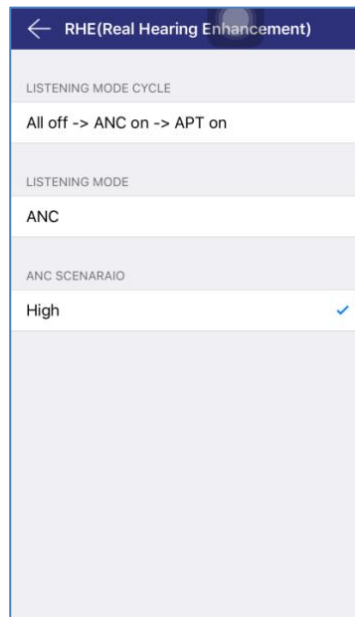 RHE(Real Hearing Enhancement)
LISTENING MODE CYCLE
All off -> ANC on -> APT on
LISTENING MODE
ANC
ANC SCENARAIO
High